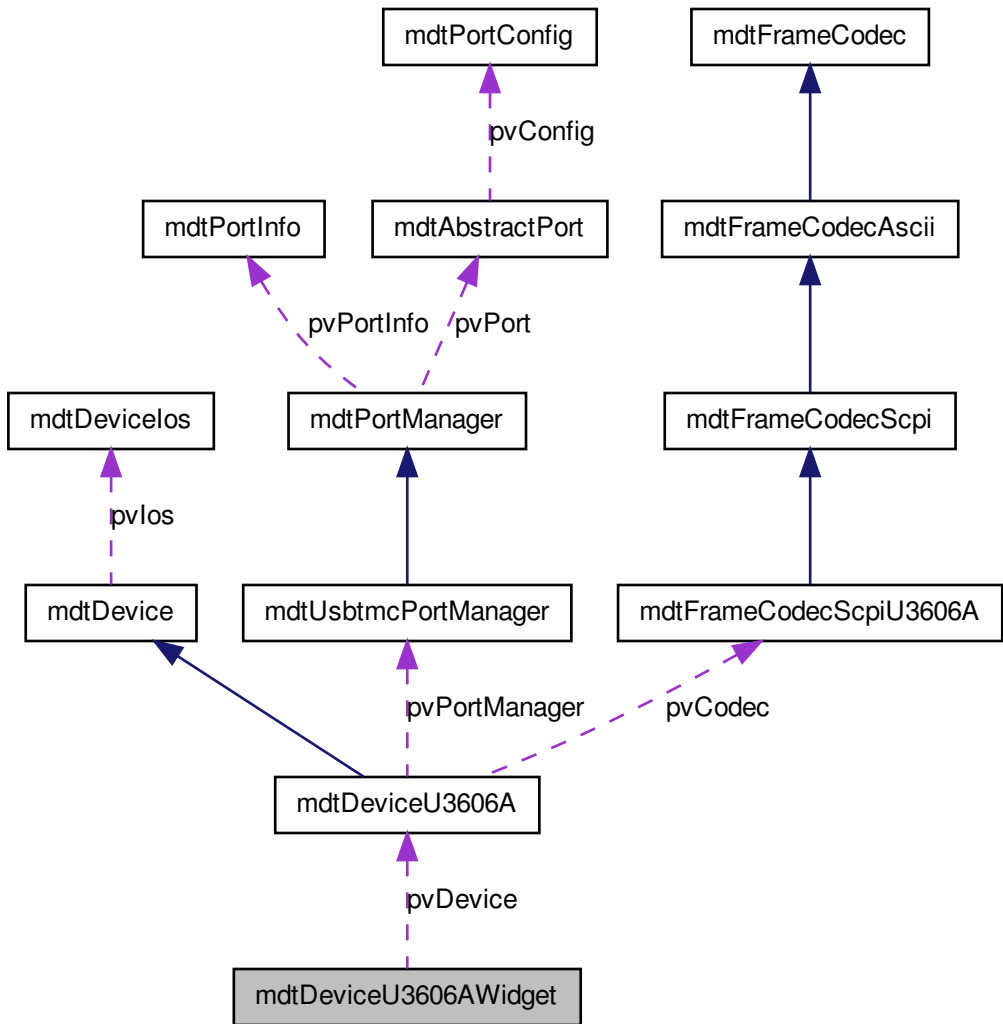 mdtPortConfig
mdtFrameCodec
pvConfig
mdtPortInfo
mdtAbstractPort
mdtFrameCodecAscii
pvPortInfo
pvPort
mdtDeviceIos
mdtPortManager
mdtFrameCodecScpi
pvIos
mdtDevice
mdtUsbtmcPortManager
mdtFrameCodecScpiU3606A
pvPortManager
pvCodec
mdtDeviceU3606A
pvDevice
mdtDeviceU3606AWidget